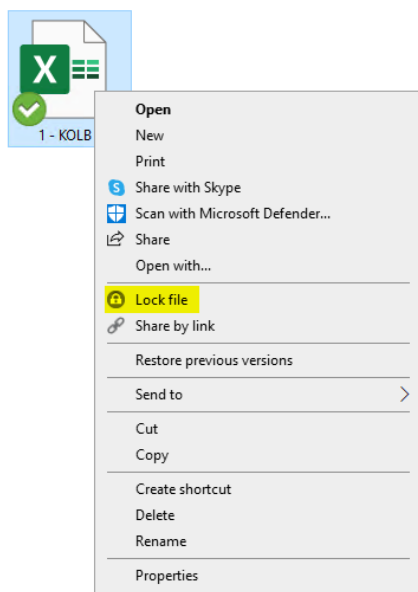 X
1 - KOLB
Open
New
Print
Share with Skype
Scan with Microsoft Defender...
Share
Open with...
Lock file
Share by link
Restore previous versions
Send to
Cut
Copy
Create shortcut
Delete
Rename
Properties